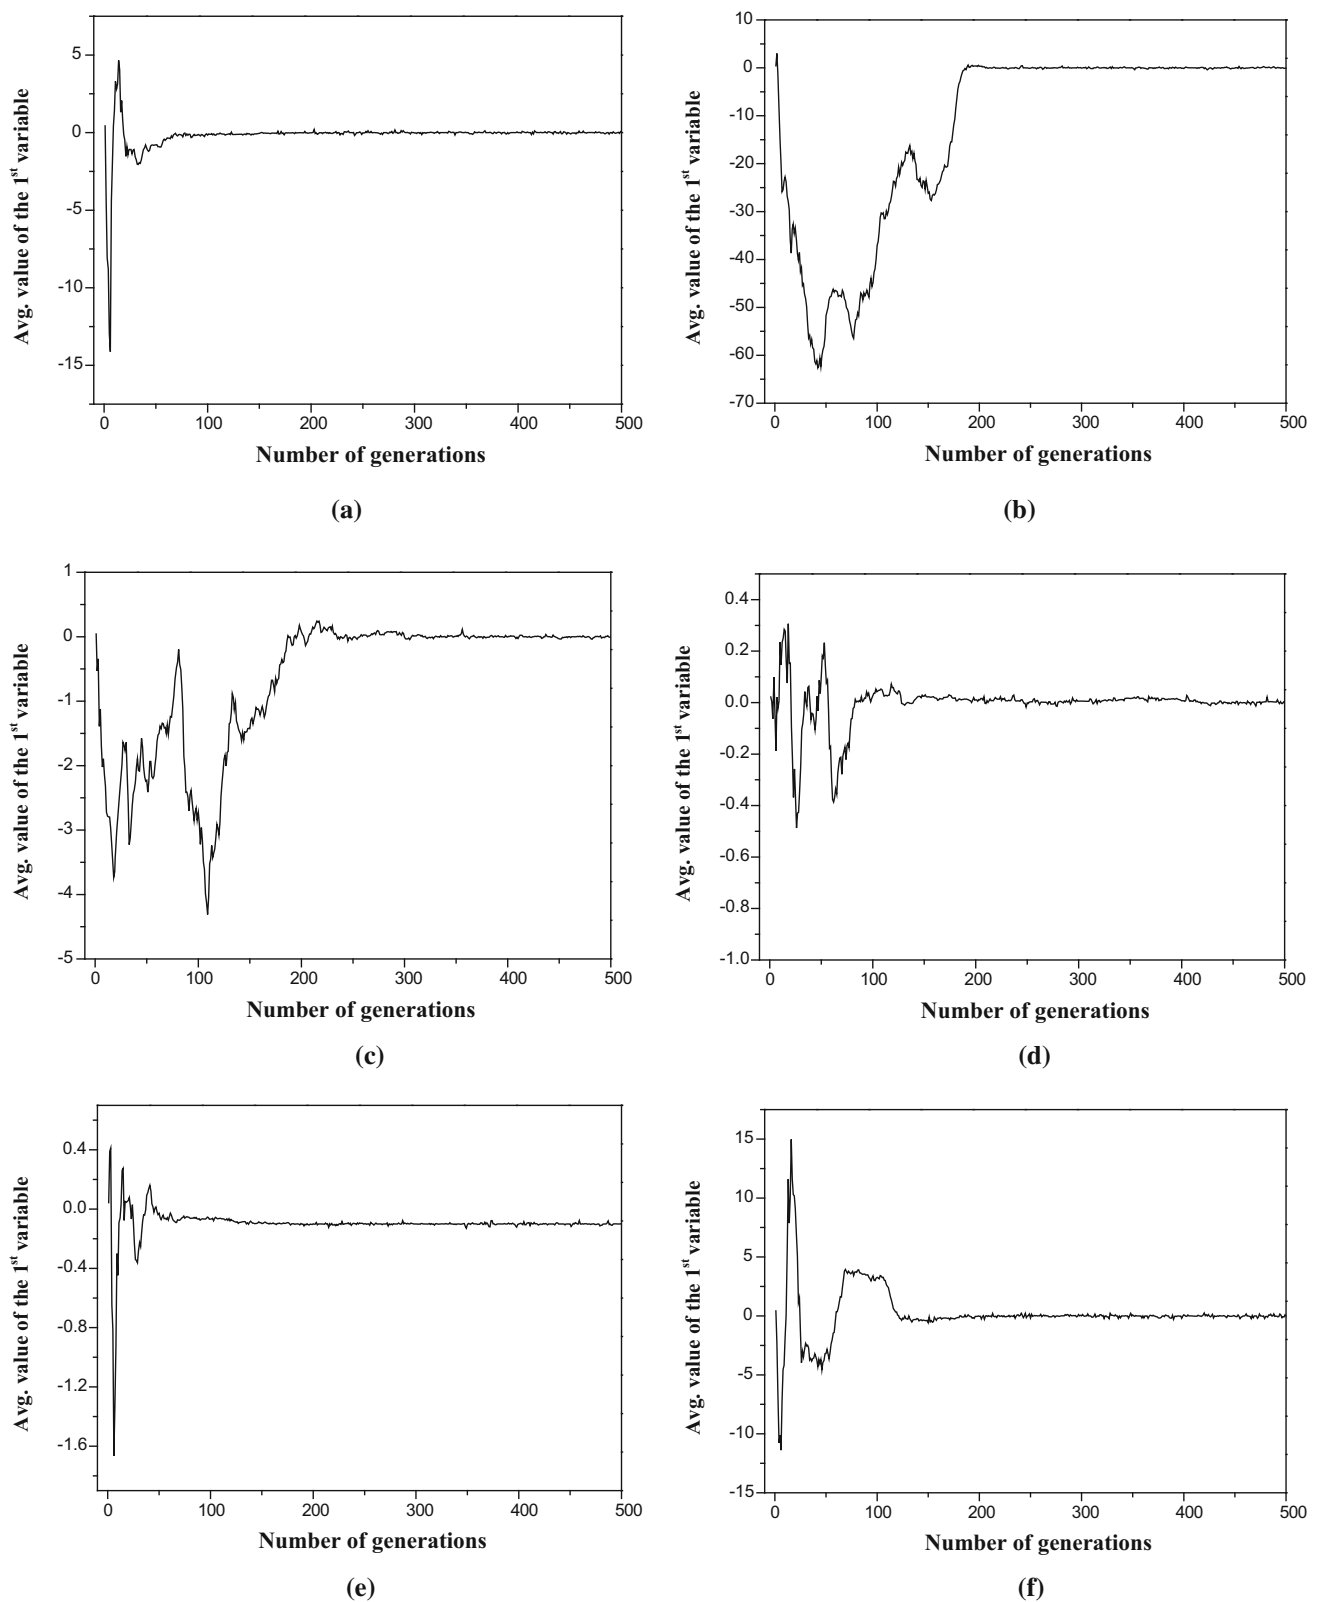 5
0
-5
-10
-15
Avg. value of the 1st variable
0 100 200 300 400 500
Number of generations
(a)
10
0
-10
-20
-30
-40
-50
-60
-70
Avg. value of the 1st variable
0 100 200 300 400 500
Number of generations
(b)
1
0
-1
-2
-3
-4
-5
Avg. value of the 1st variable
0 100 200 300 400 500
Number of generations
(c)
0.4
0.2
0.0
-0.2
-0.4
-0.6
-0.8
-1.0
Avg. value of the 1st variable
0 100 200 300 400 500
Number of generations
(d)
0.4
0.0
-0.4
-0.8
-1.2
-1.6
Avg. value of the 1st variable
0 100 200 300 400 500
Number of generations
(e)
15
10
5
0
-5
-10
-15
Avg. value of the 1st variable
0 100 200 300 400 500
Number of generations
(f)